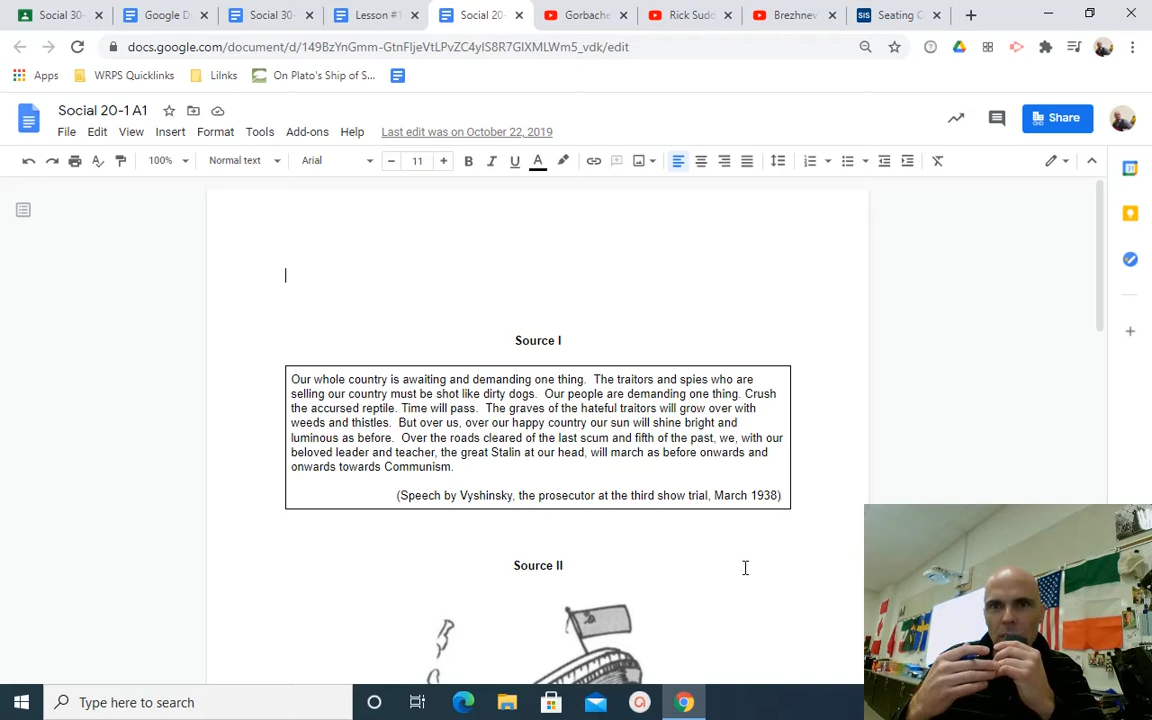 Social 30-
Google D
Social 30-
Lesson #1
Social 20-
Gorbache
Rick Sudd
Brezhnev
SIS
Seating C
docs.google.com/document/d/149BzYnGmm-GtnFIjeVtLPvZC4yIS8R7GIXMLWm5_vdk/edit
Apps
WRPS Quicklinks
LiInks
On Plato's Ship of S...
Social 20-1 A1
File Edit View Insert Format Tools Add-ons Help Last edit was on October 22, 2019
Share
100% Normal text Arial 11 B I U A
Source I
Our whole country is awaiting and demanding one thing. The traitors and spies who are
selling our country must be shot like dirty dogs. Our people are demanding one thing. Crush
the accursed reptile. Time will pass. The graves of the hateful traitors will grow over with
weeds and thistles. But over us, over our happy country our sun will shine bright and
luminous as before. Over the roads cleared of the last scum and fifth of the past, we, with our
beloved leader and teacher, the great Stalin at our head, will march as before onwards and
onwards towards Communism.
(Speech by Vyshinsky, the prosecutor at the third show trial, March 1938)
Source II
Type here to search